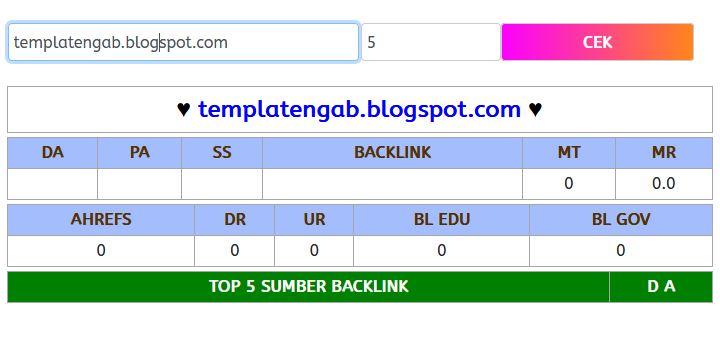 templatengab.blogspot.com 5 CEK
♥ templatengab.blogspot.com ♥
DA PA SS BACKLINK MT MR
0 0.0
AHREFS DR UR BL EDU BL GOV
0 0 0 0 0
TOP 5 SUMBER BACKLINK D A